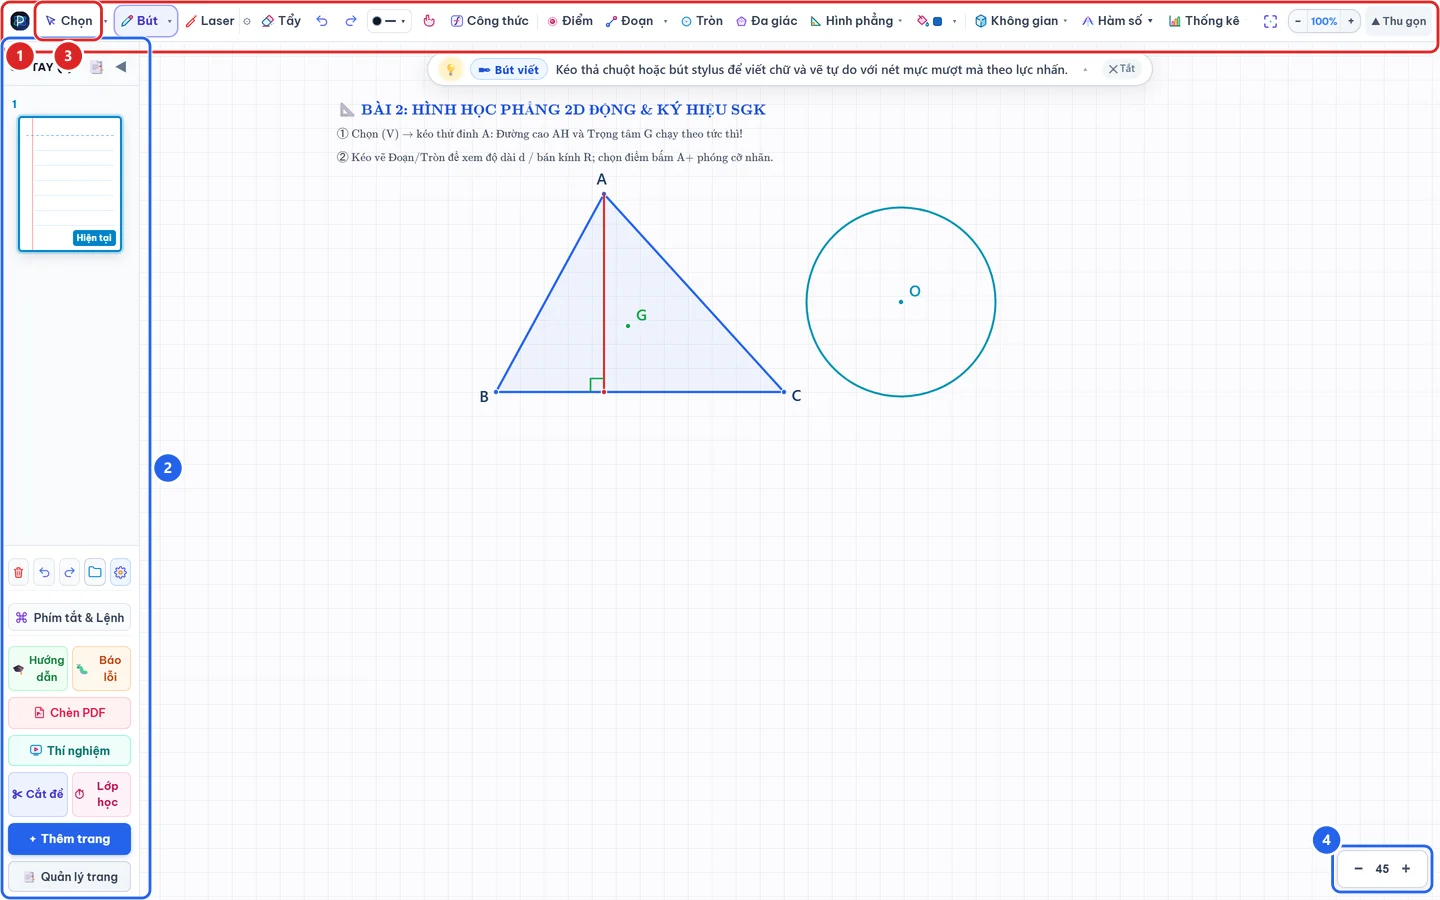 Chọn
Bút
Laser
Tẩy
Công thức
Điểm
Đoạn
Tròn
Đa giác
Hình phẳng
Không gian
Hàm số
Thống kê
− 100% +
▲ Thu gọn
1
3
TAY
Bút viết
Kéo thả chuột hoặc bút stylus để viết chữ và vẽ tự do với nét mực mượt mà theo lực nhấn.
Tắt
1
Hiện tại
BÀI 2: HÌNH HỌC PHẲNG 2D ĐỘNG & KÝ HIỆU SGK
① Chọn (V) → kéo thử đỉnh A: Đường cao AH và Trọng tâm G chạy theo tức thì!
② Kéo vẽ Đoạn/Tròn để xem độ dài d / bán kính R; chọn điểm bấm A+ phóng cỡ nhãn.
A
O
G
B
C
2
Phím tắt & Lệnh
Hướng dẫn
Báo lỗi
Chèn PDF
Thí nghiệm
Cắt đề
Lớp học
+ Thêm trang
Quản lý trang
4
− 45 +